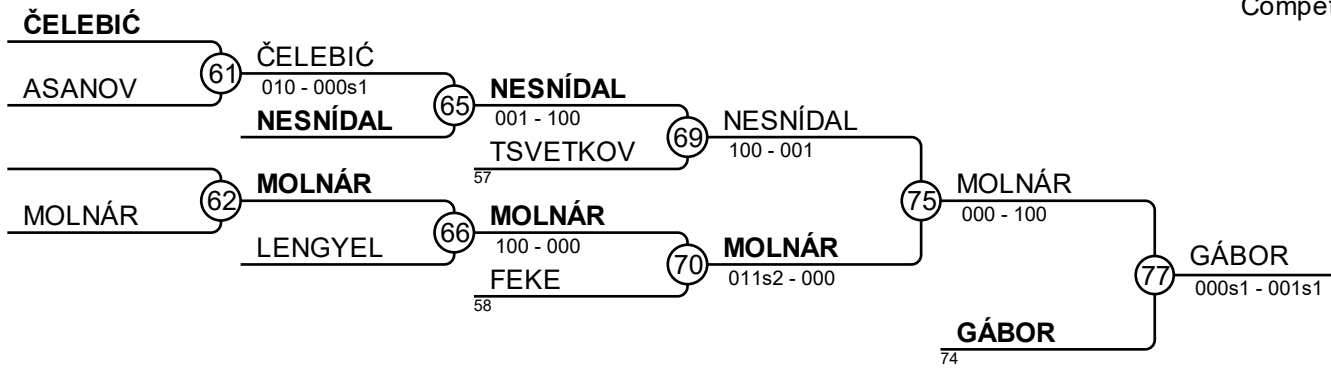 Compet
ČELEBIĆ
61
ASANOV
ČELEBIĆ
010 - 000s1
65
NESNÍDAL
NESNÍDAL
001 - 100
69
TSVETKOV
57
NESNÍDAL
100 - 001
62
MOLNÁR
MOLNÁR
66
LENGYEL
MOLNÁR
100 - 000
70
FEKE
58
MOLNÁR
011s2 - 000
75
MOLNÁR
000 - 100
77
GÁBOR
74
GÁBOR
000s1 - 001s1